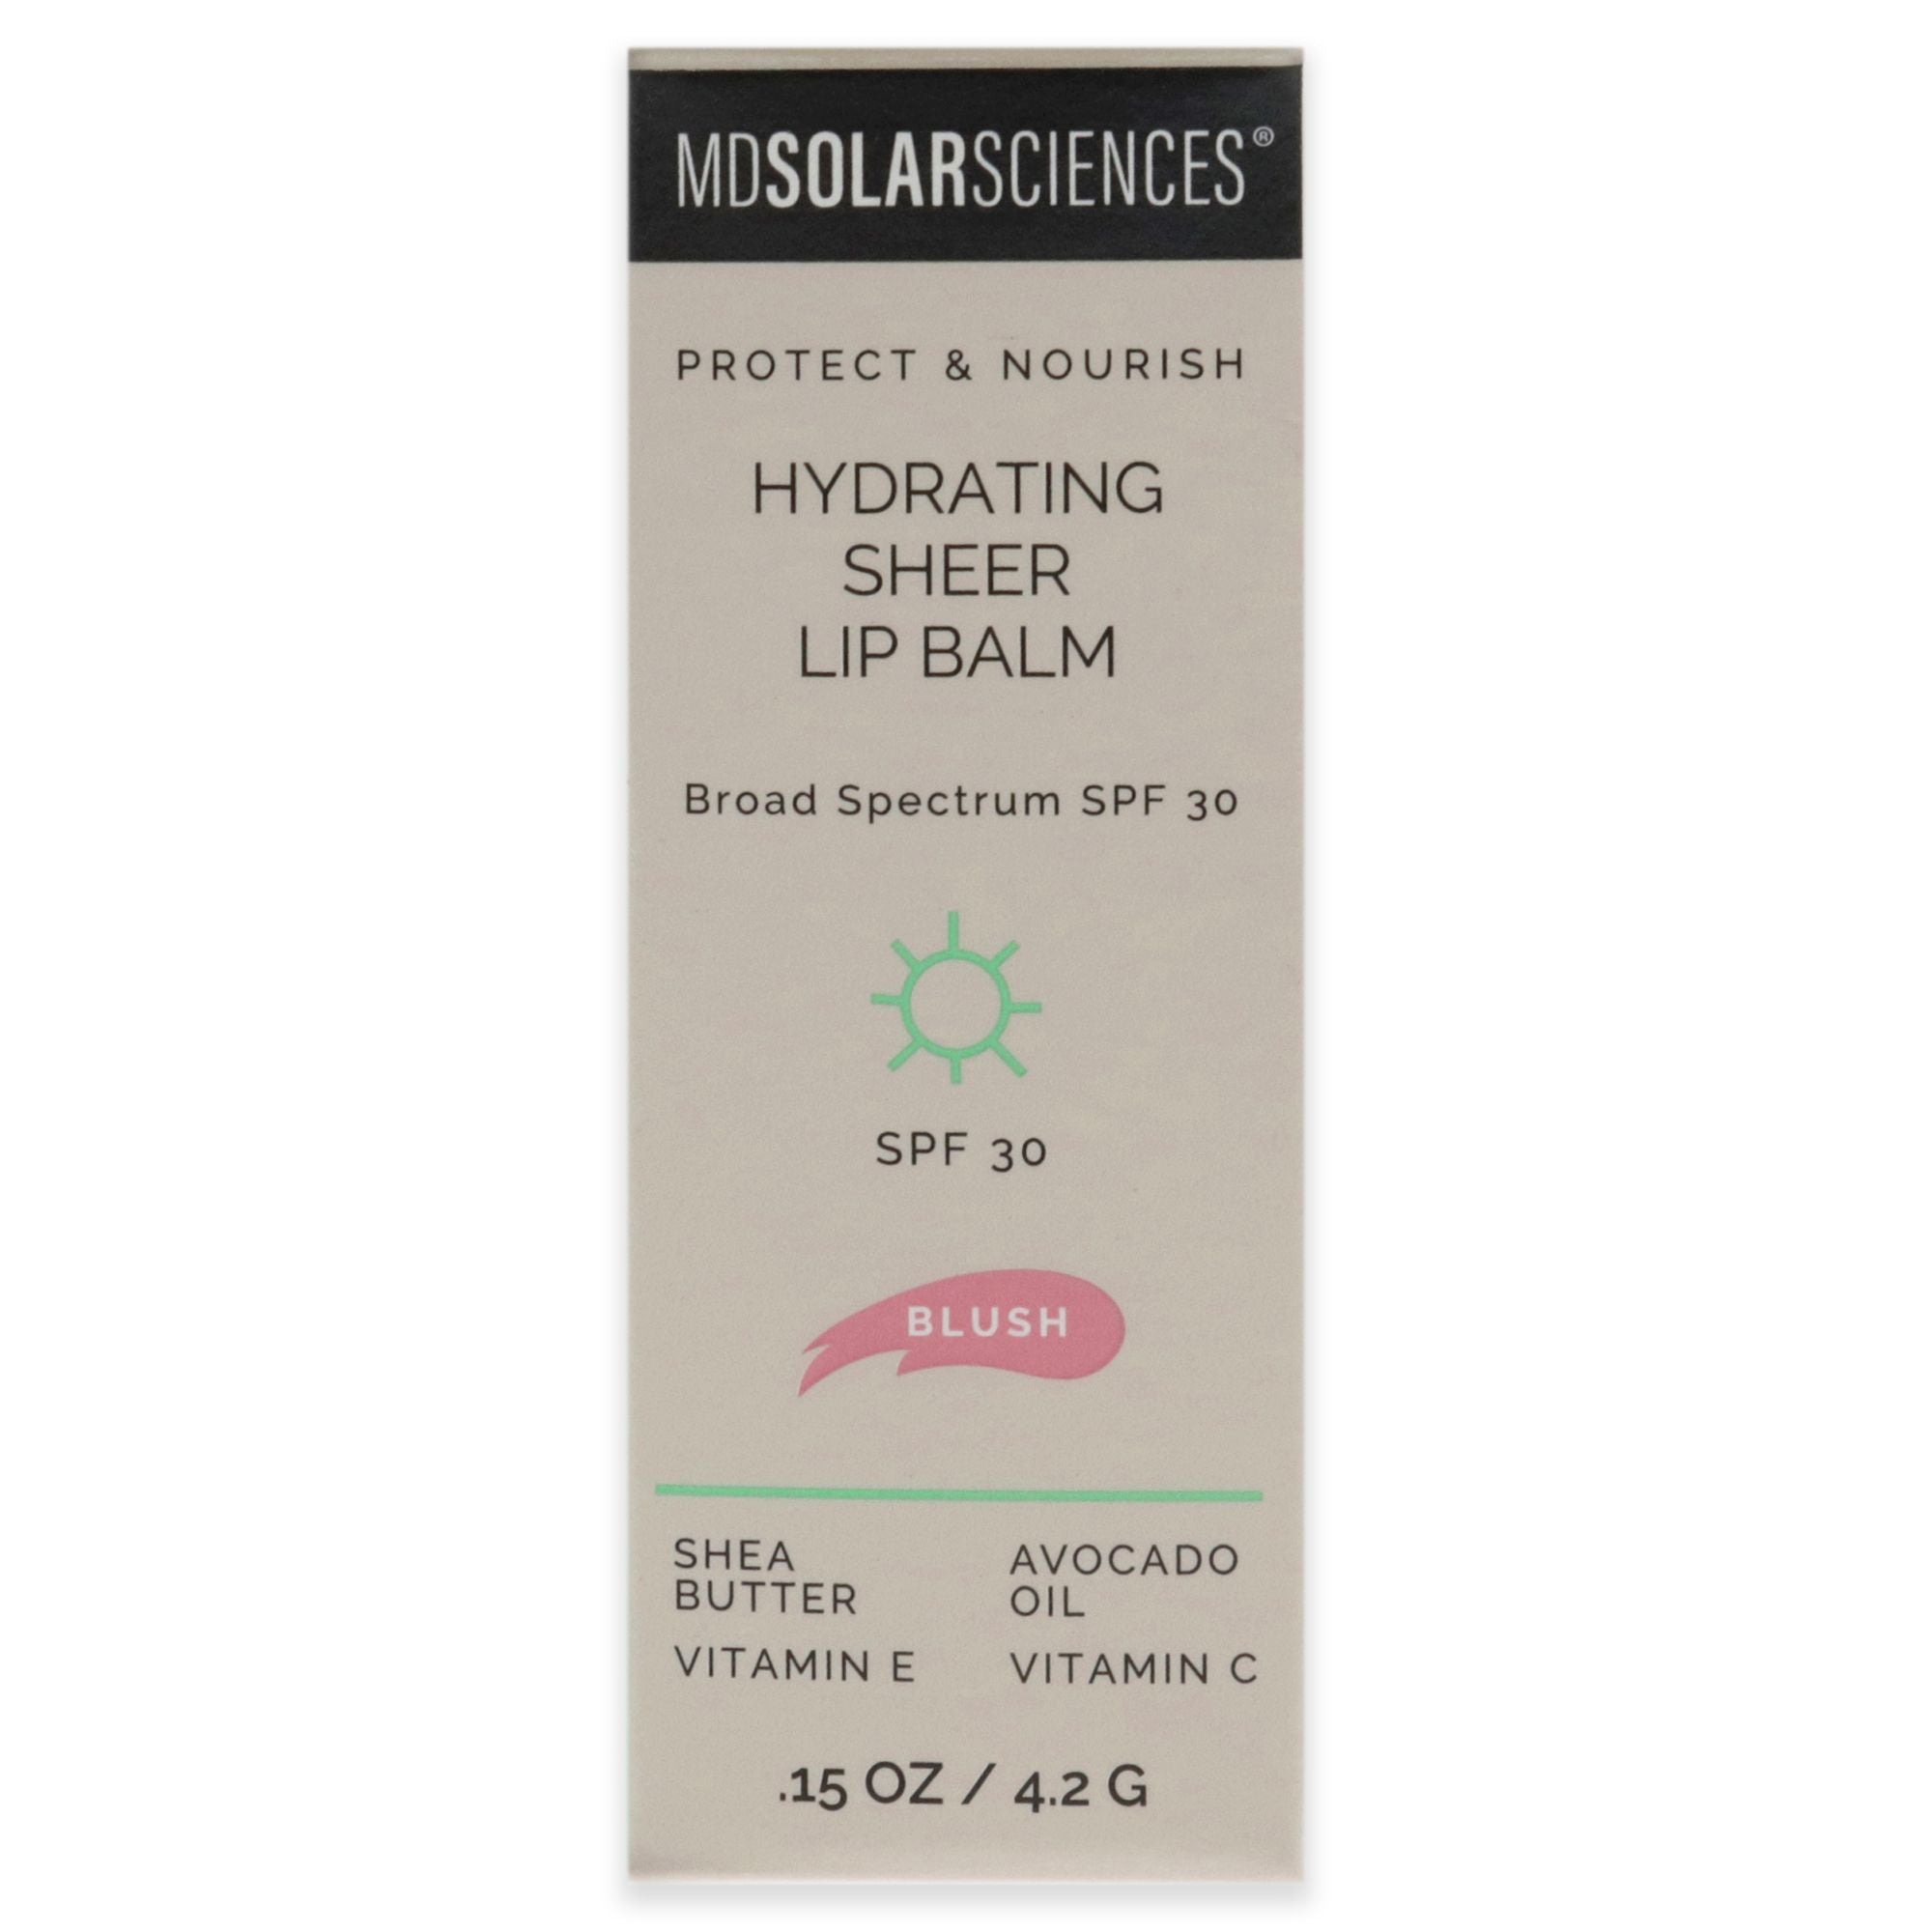 MDSOLARSCIENCES®
PROTECT & NOURISH
HYDRATING
SHEER
LIP BALM
Broad Spectrum SPF 30
SPF 30
BLUSH
SHEA
BUTTER
VITAMIN E
AVOCADO
OIL
VITAMIN C
.15 OZ / 4.2 G